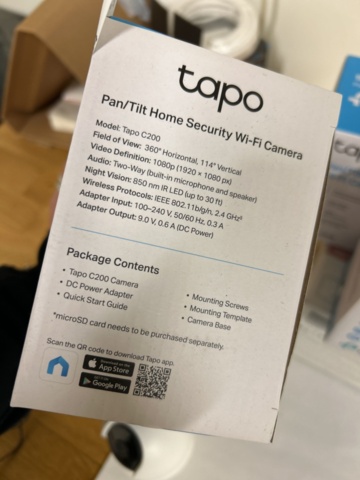 tapo
Pan/Tilt Home Security Wi-Fi Camera
Model: Tapo C200
Field of View: 360° Horizontal, 114° Vertical
Video Definition: 1080p (1920 × 1080 px)
Audio: Two-Way (built-in microphone and speaker)
Night Vision: 850 nm IR LED (up to 30 ft)
Wireless Protocols: IEEE 802.11b/g/n, 2.4 GHz
Adapter Input: 100–240 V, 50/60 Hz, 0.3 A
Adapter Output: 9.0 V, 0.6 A (DC Power)
Package Contents
• Tapo C200 Camera
• DC Power Adapter
• Quick Start Guide
• Mounting Screws
• Mounting Template
• Camera Base
*microSD card needs to be purchased separately.
Scan the QR code to download Tapo app.
App Store
Google Play